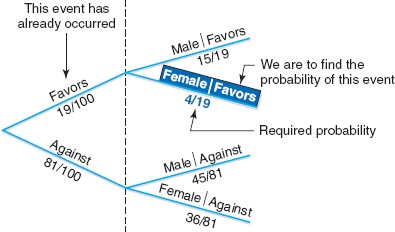 This event has
already occurred
Male | Favors
15/19
We are to find the
probability of this event
Female | Favors
4/19
Favors
19/100
Required probability
Against
81/100
Male | Against
45/81
Female | Against
36/81